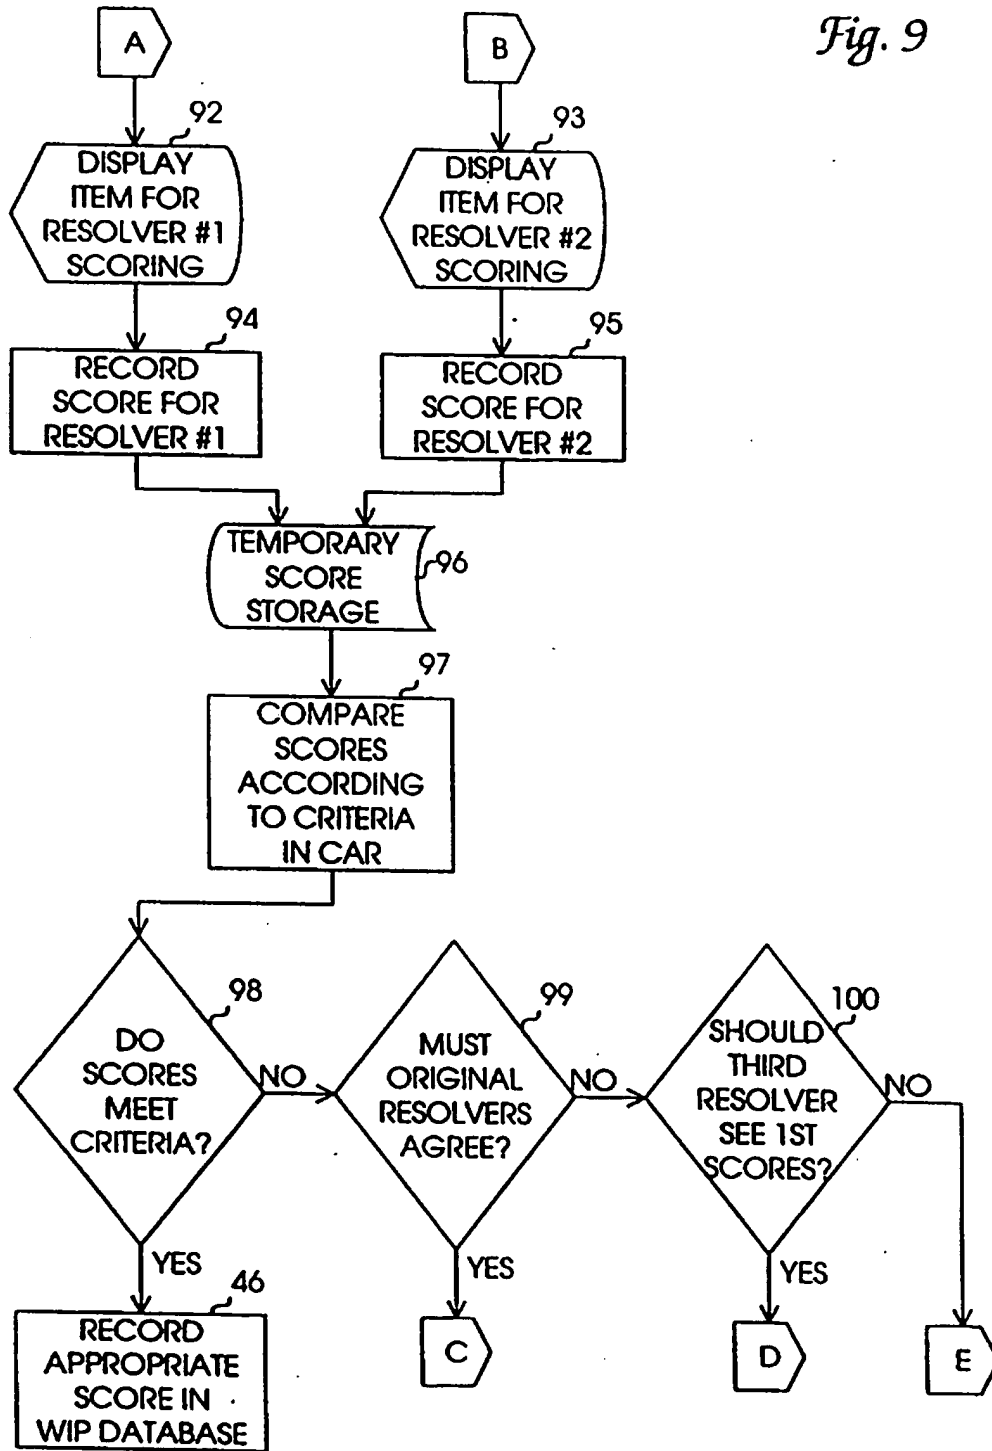 Fig. 9
A
B
92
DISPLAY
ITEM FOR
RESOLVER #1
SCORING
93
DISPLAY
ITEM FOR
RESOLVER #2
SCORING
94
RECORD
SCORE FOR
RESOLVER #1
95
RECORD
SCORE FOR
RESOLVER #2
TEMPORARY
SCORE
STORAGE
96
97
COMPARE
SCORES
ACCORDING
TO CRITERIA
IN CAR
98
DO
SCORES
MEET
CRITERIA?
NO
99
MUST
ORIGINAL
RESOLVERS
AGREE?
NO
100
SHOULD
THIRD
RESOLVER
SEE 1ST
SCORES?
NO
YES
YES
YES
46
RECORD
APPROPRIATE
SCORE IN
WIP DATABASE
C
D
E